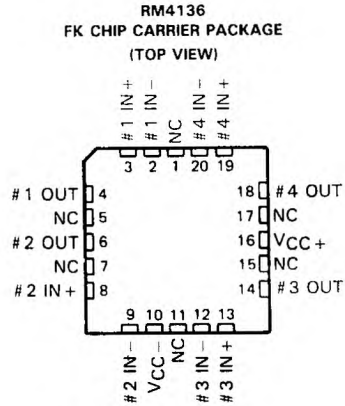 RM4136
FK CHIP CARRIER PACKAGE
(TOP VIEW)
#1 IN+
#1 IN−
NC
#4 IN−
#4 IN+
3 2 1 20 19
#1 OUT 4
NC 5
#2 OUT 6
NC 7
#2 IN+ 8
18 #4 OUT
17 NC
16 VCC+
15 NC
14 #3 OUT
9 10 11 12 13
#2 IN−
VCC−
NC
#3 IN−
#3 IN+